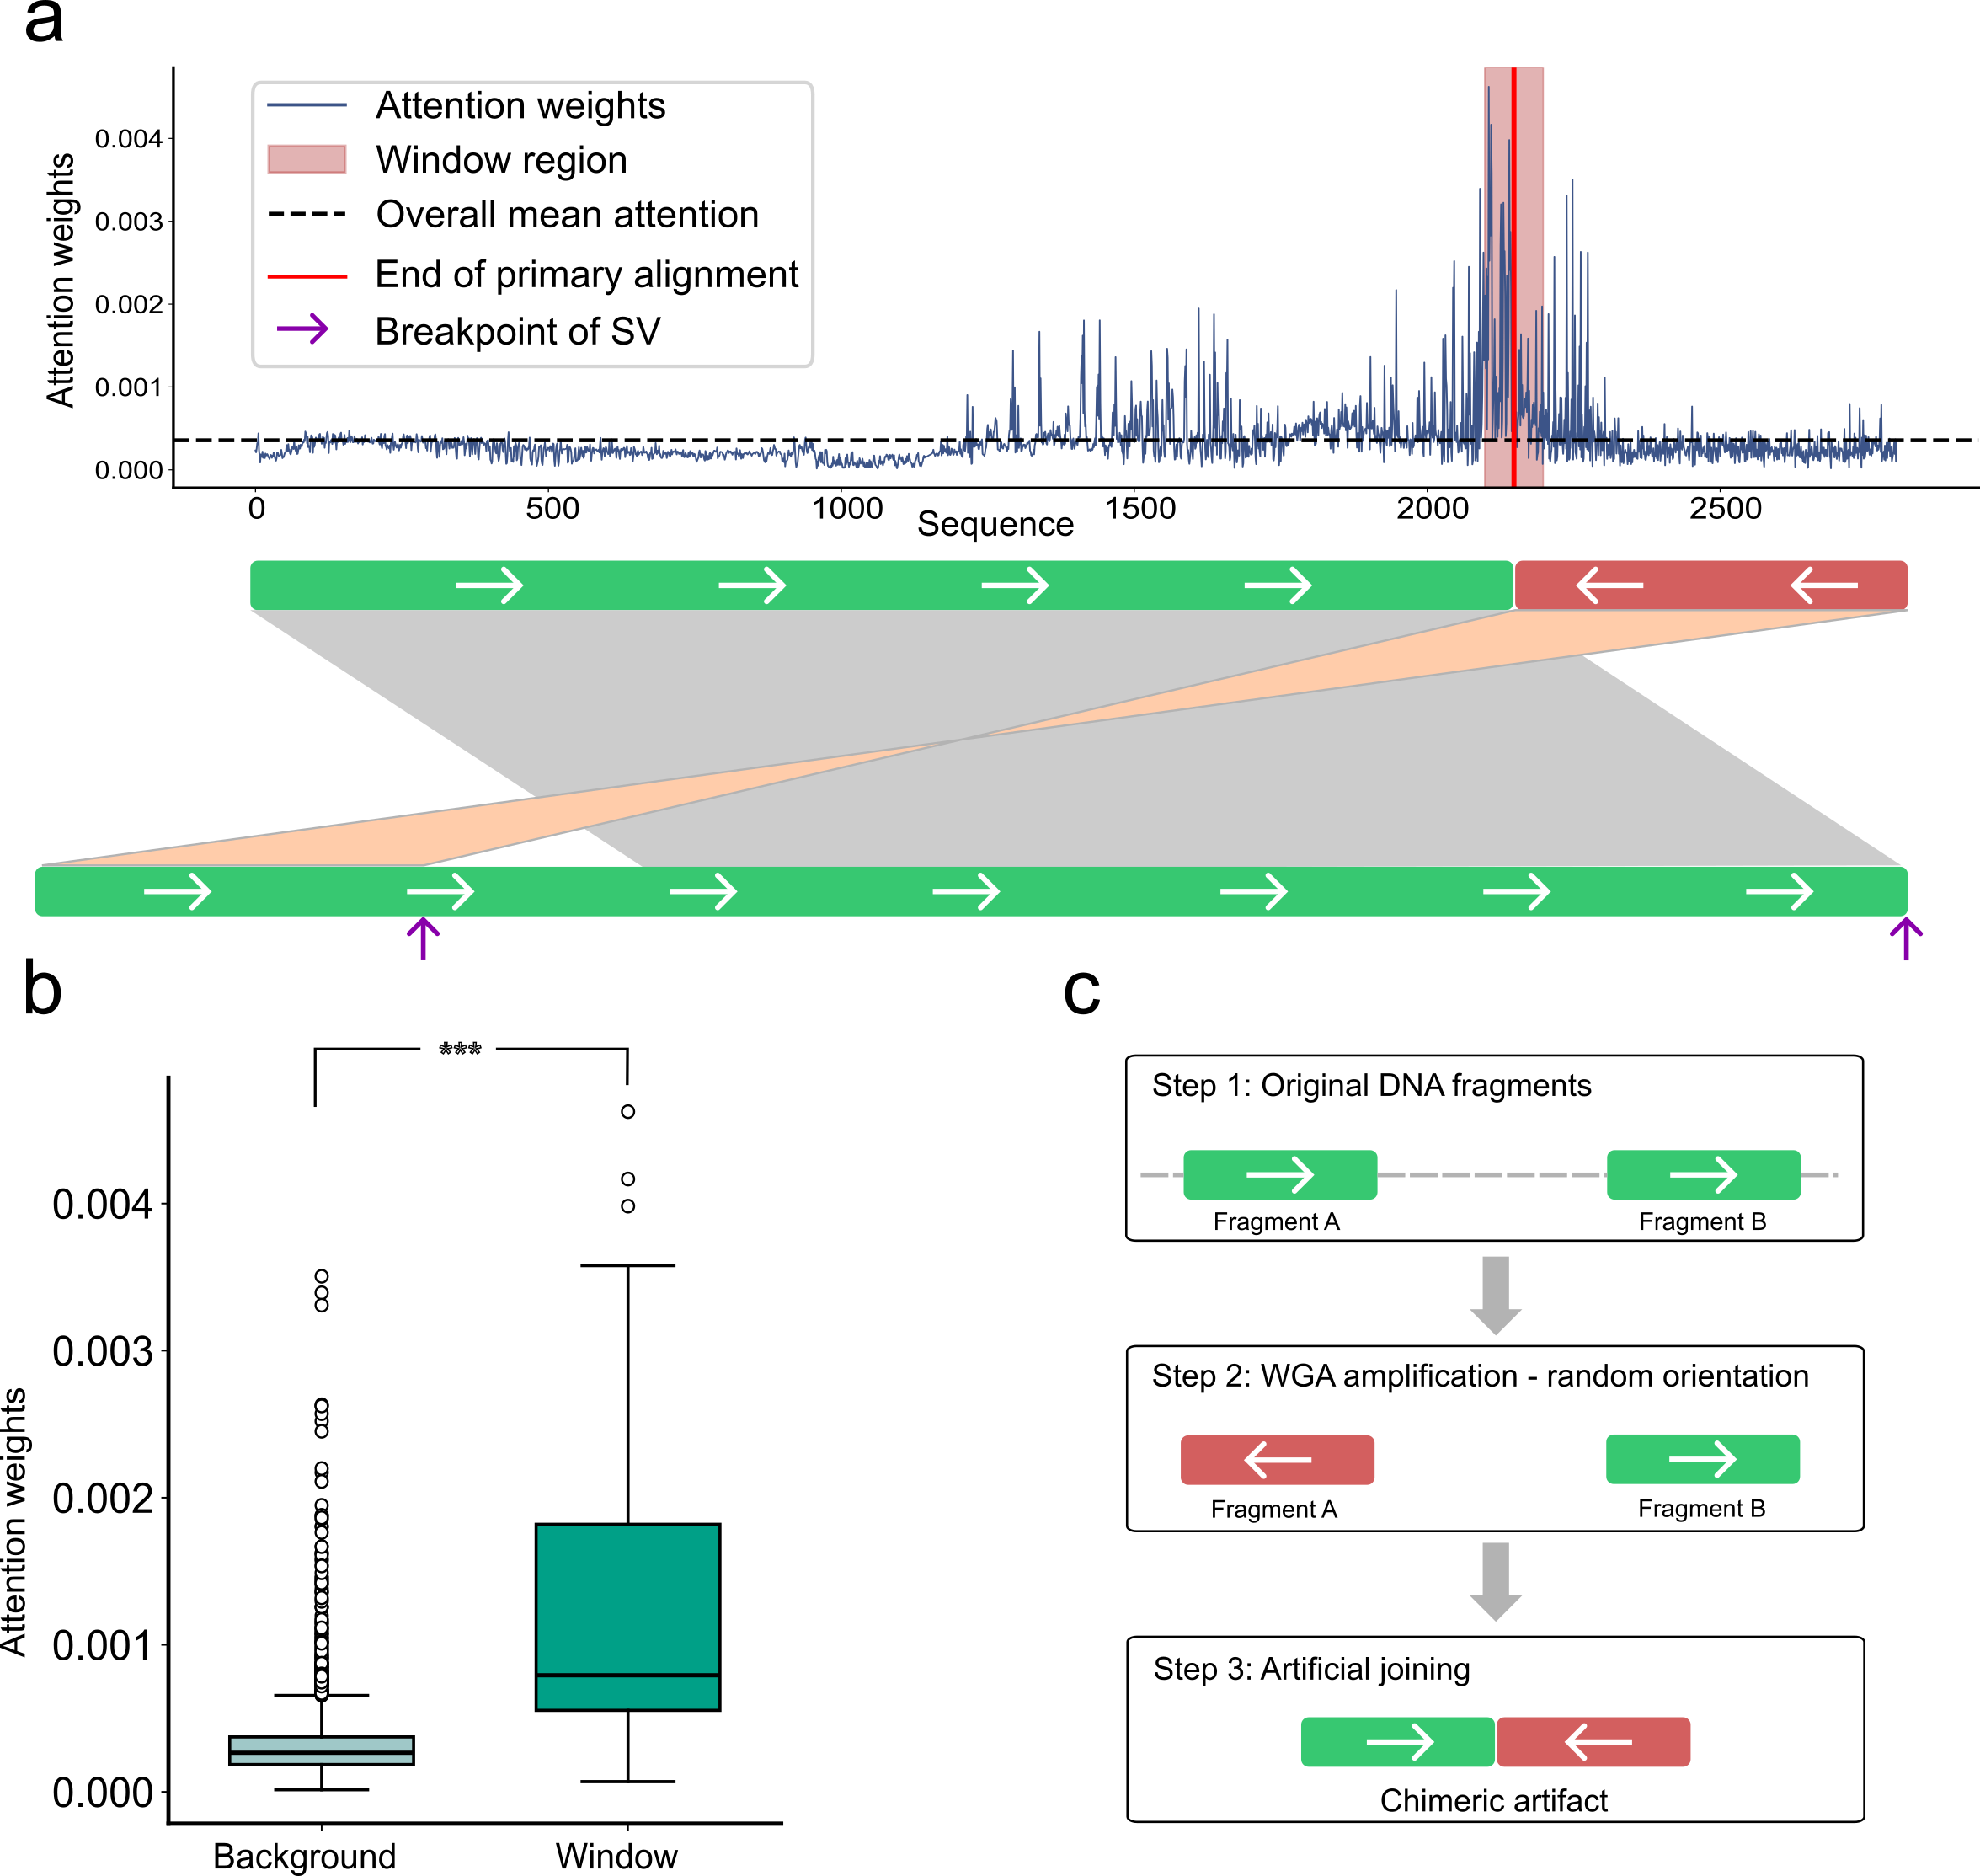 a
Attention weights
Window region
Overall mean attention
End of primary alignment
Breakpoint of SV
Attention weights
0.004
0.003
0.002
0.001
0.000
0 500 1000 1500 2000 2500
Sequence
b
***
Attention weights
0.004
0.003
0.002
0.001
0.000
Background Window
c
Step 1: Original DNA fragments
Fragment A Fragment B
Step 2: WGA amplification - random orientation
Fragment A Fragment B
Step 3: Artificial joining
Chimeric artifact